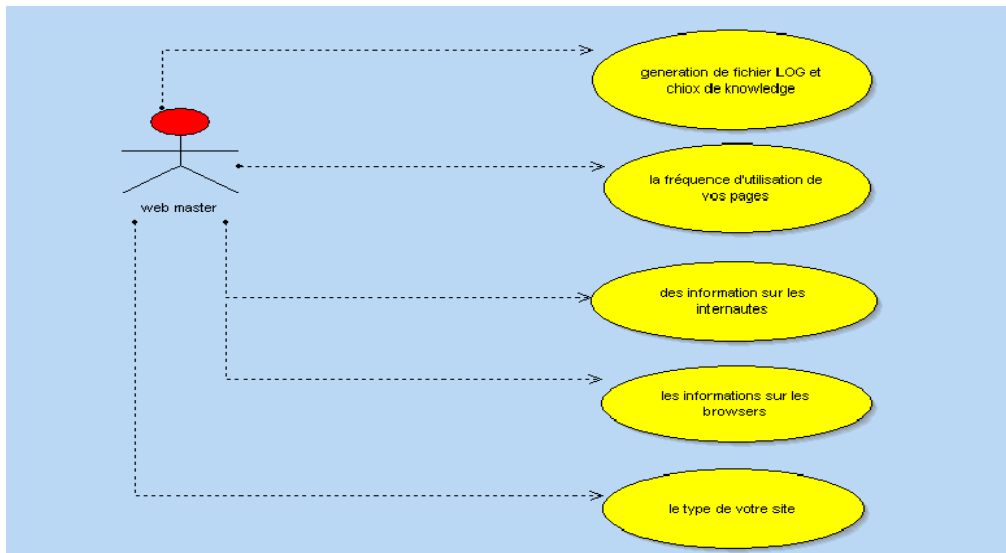 generation de fichier LOG et
chiox de knowledge
la fréquence d'utilisation de
vos pages
web master
des information sur les
internautes
les informations sur les
browsers
le type de votre site